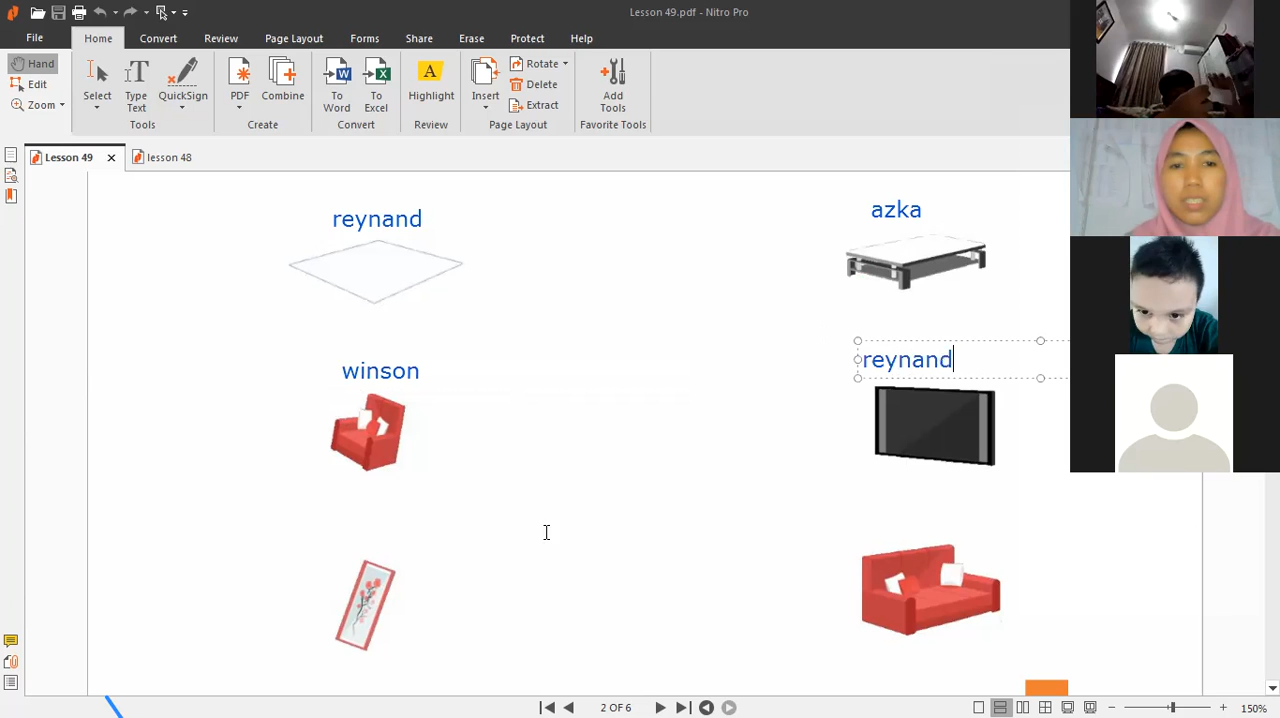 Lesson 49.pdf - Nitro Pro
File Home Convert Review Page Layout Forms Share Erase Protect Help
Hand
Edit
Zoom
Select
Type Text
QuickSign
Tools
PDF
Combine
Create
To Word
To Excel
Convert
Highlight
Review
Insert
Rotate
Delete
Extract
Page Layout
Add Tools
Favorite Tools
Lesson 49
lesson 48
reynand
azka
winson
reynand
2 OF 6
150%